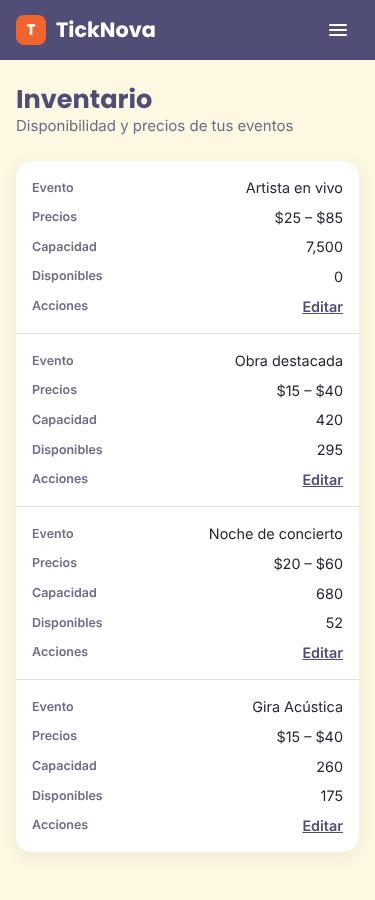 T TickNova
Inventario
Disponibilidad y precios de tus eventos
Evento Artista en vivo
Precios $25 – $85
Capacidad 7,500
Disponibles 0
Acciones Editar
Evento Obra destacada
Precios $15 – $40
Capacidad 420
Disponibles 295
Acciones Editar
Evento Noche de concierto
Precios $20 – $60
Capacidad 680
Disponibles 52
Acciones Editar
Evento Gira Acústica
Precios $15 – $40
Capacidad 260
Disponibles 175
Acciones Editar